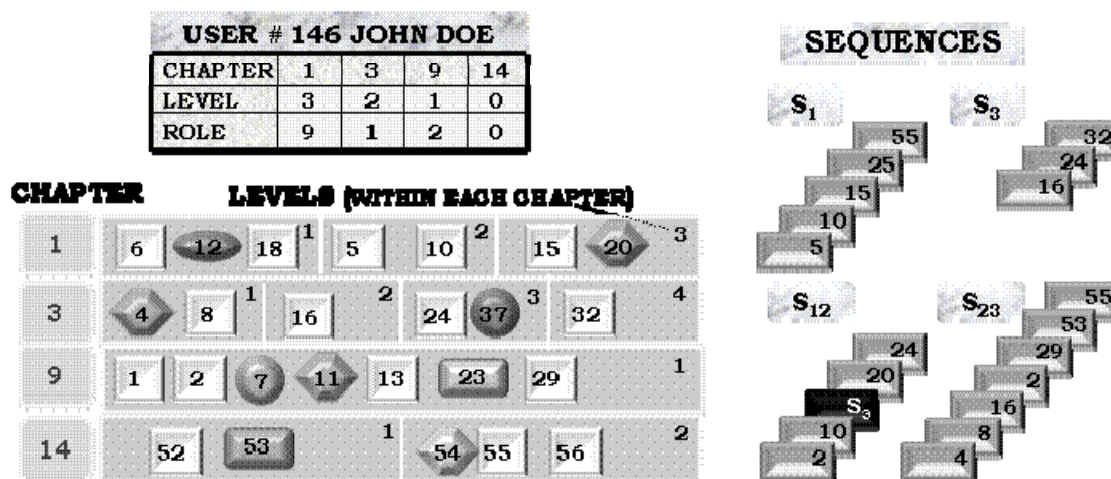 USER # 146 JOHN DOE
CHAPTER 1 3 9 14
LEVEL 3 2 1 0
ROLE 9 1 2 0
CHAPTER LEVELS (WITHIN EACH CHAPTER)
1 6 12 18 1 5 10 2 15 20 3
3 4 8 1 16 2 24 37 3 32 4
9 1 2 7 11 13 23 29 1
14 52 53 1 54 55 56 2
SEQUENCES
S1
55
25
15
10
5
S3
32
24
16
S12
24
20
S3
10
2
S23
55
53
29
2
16
8
4